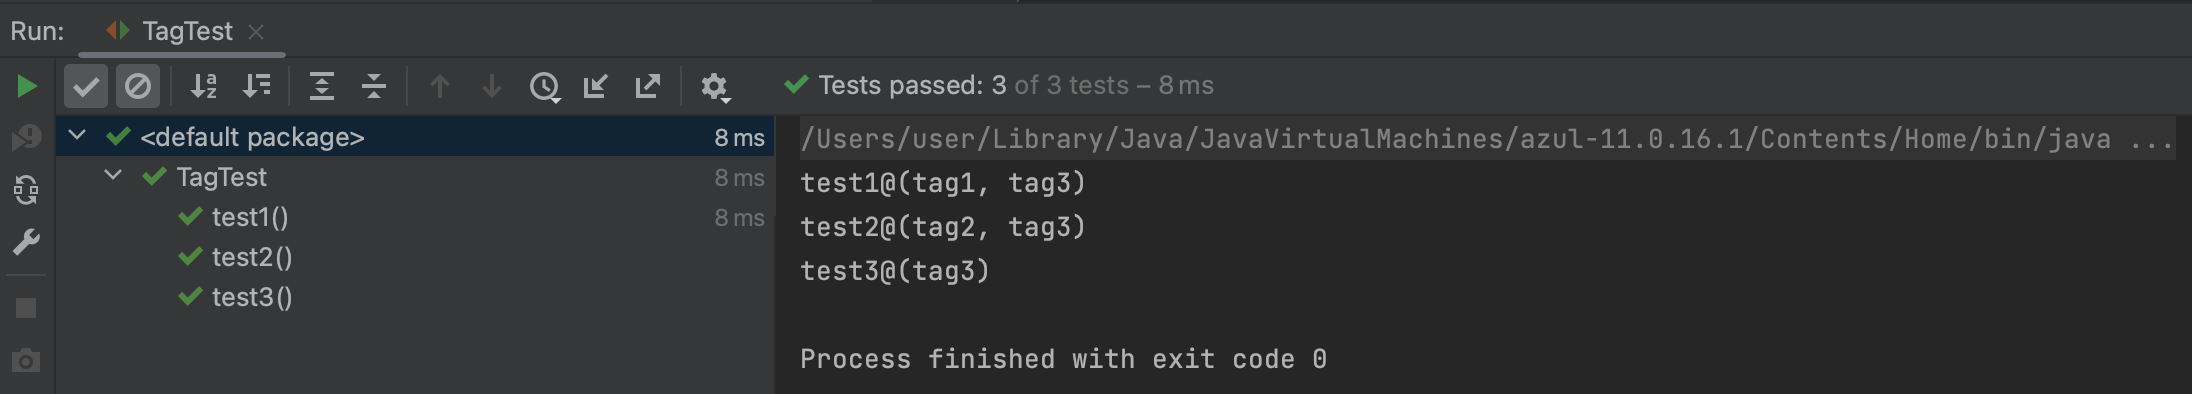 Run: TagTest
Tests passed: 3 of 3 tests – 8 ms
<default package> 8 ms
TagTest 8 ms
test1() 8 ms
test2()
test3()
/Users/user/Library/Java/JavaVirtualMachines/azul-11.0.16.1/Contents/Home/bin/java ...
test1@(tag1, tag3)
test2@(tag2, tag3)
test3@(tag3)
Process finished with exit code 0